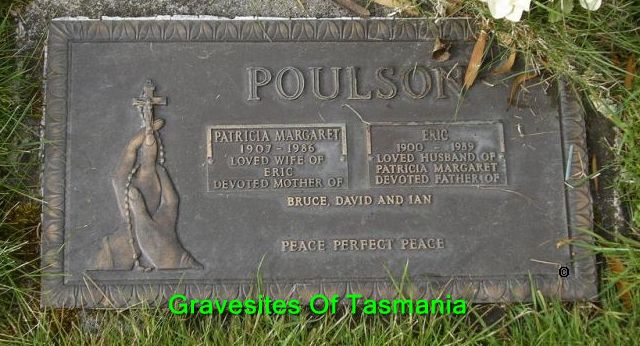 POULSON
PATRICIA MARGARET
1907 - 1986
LOVED WIFE OF
ERIC
DEVOTED MOTHER OF
ERIC
1900 - 1989
LOVED HUSBAND OF
PATRICIA MARGARET
DEVOTED FATHER OF
BRUCE, DAVID AND IAN
PEACE PERFECT PEACE
©
Gravesites Of Tasmania